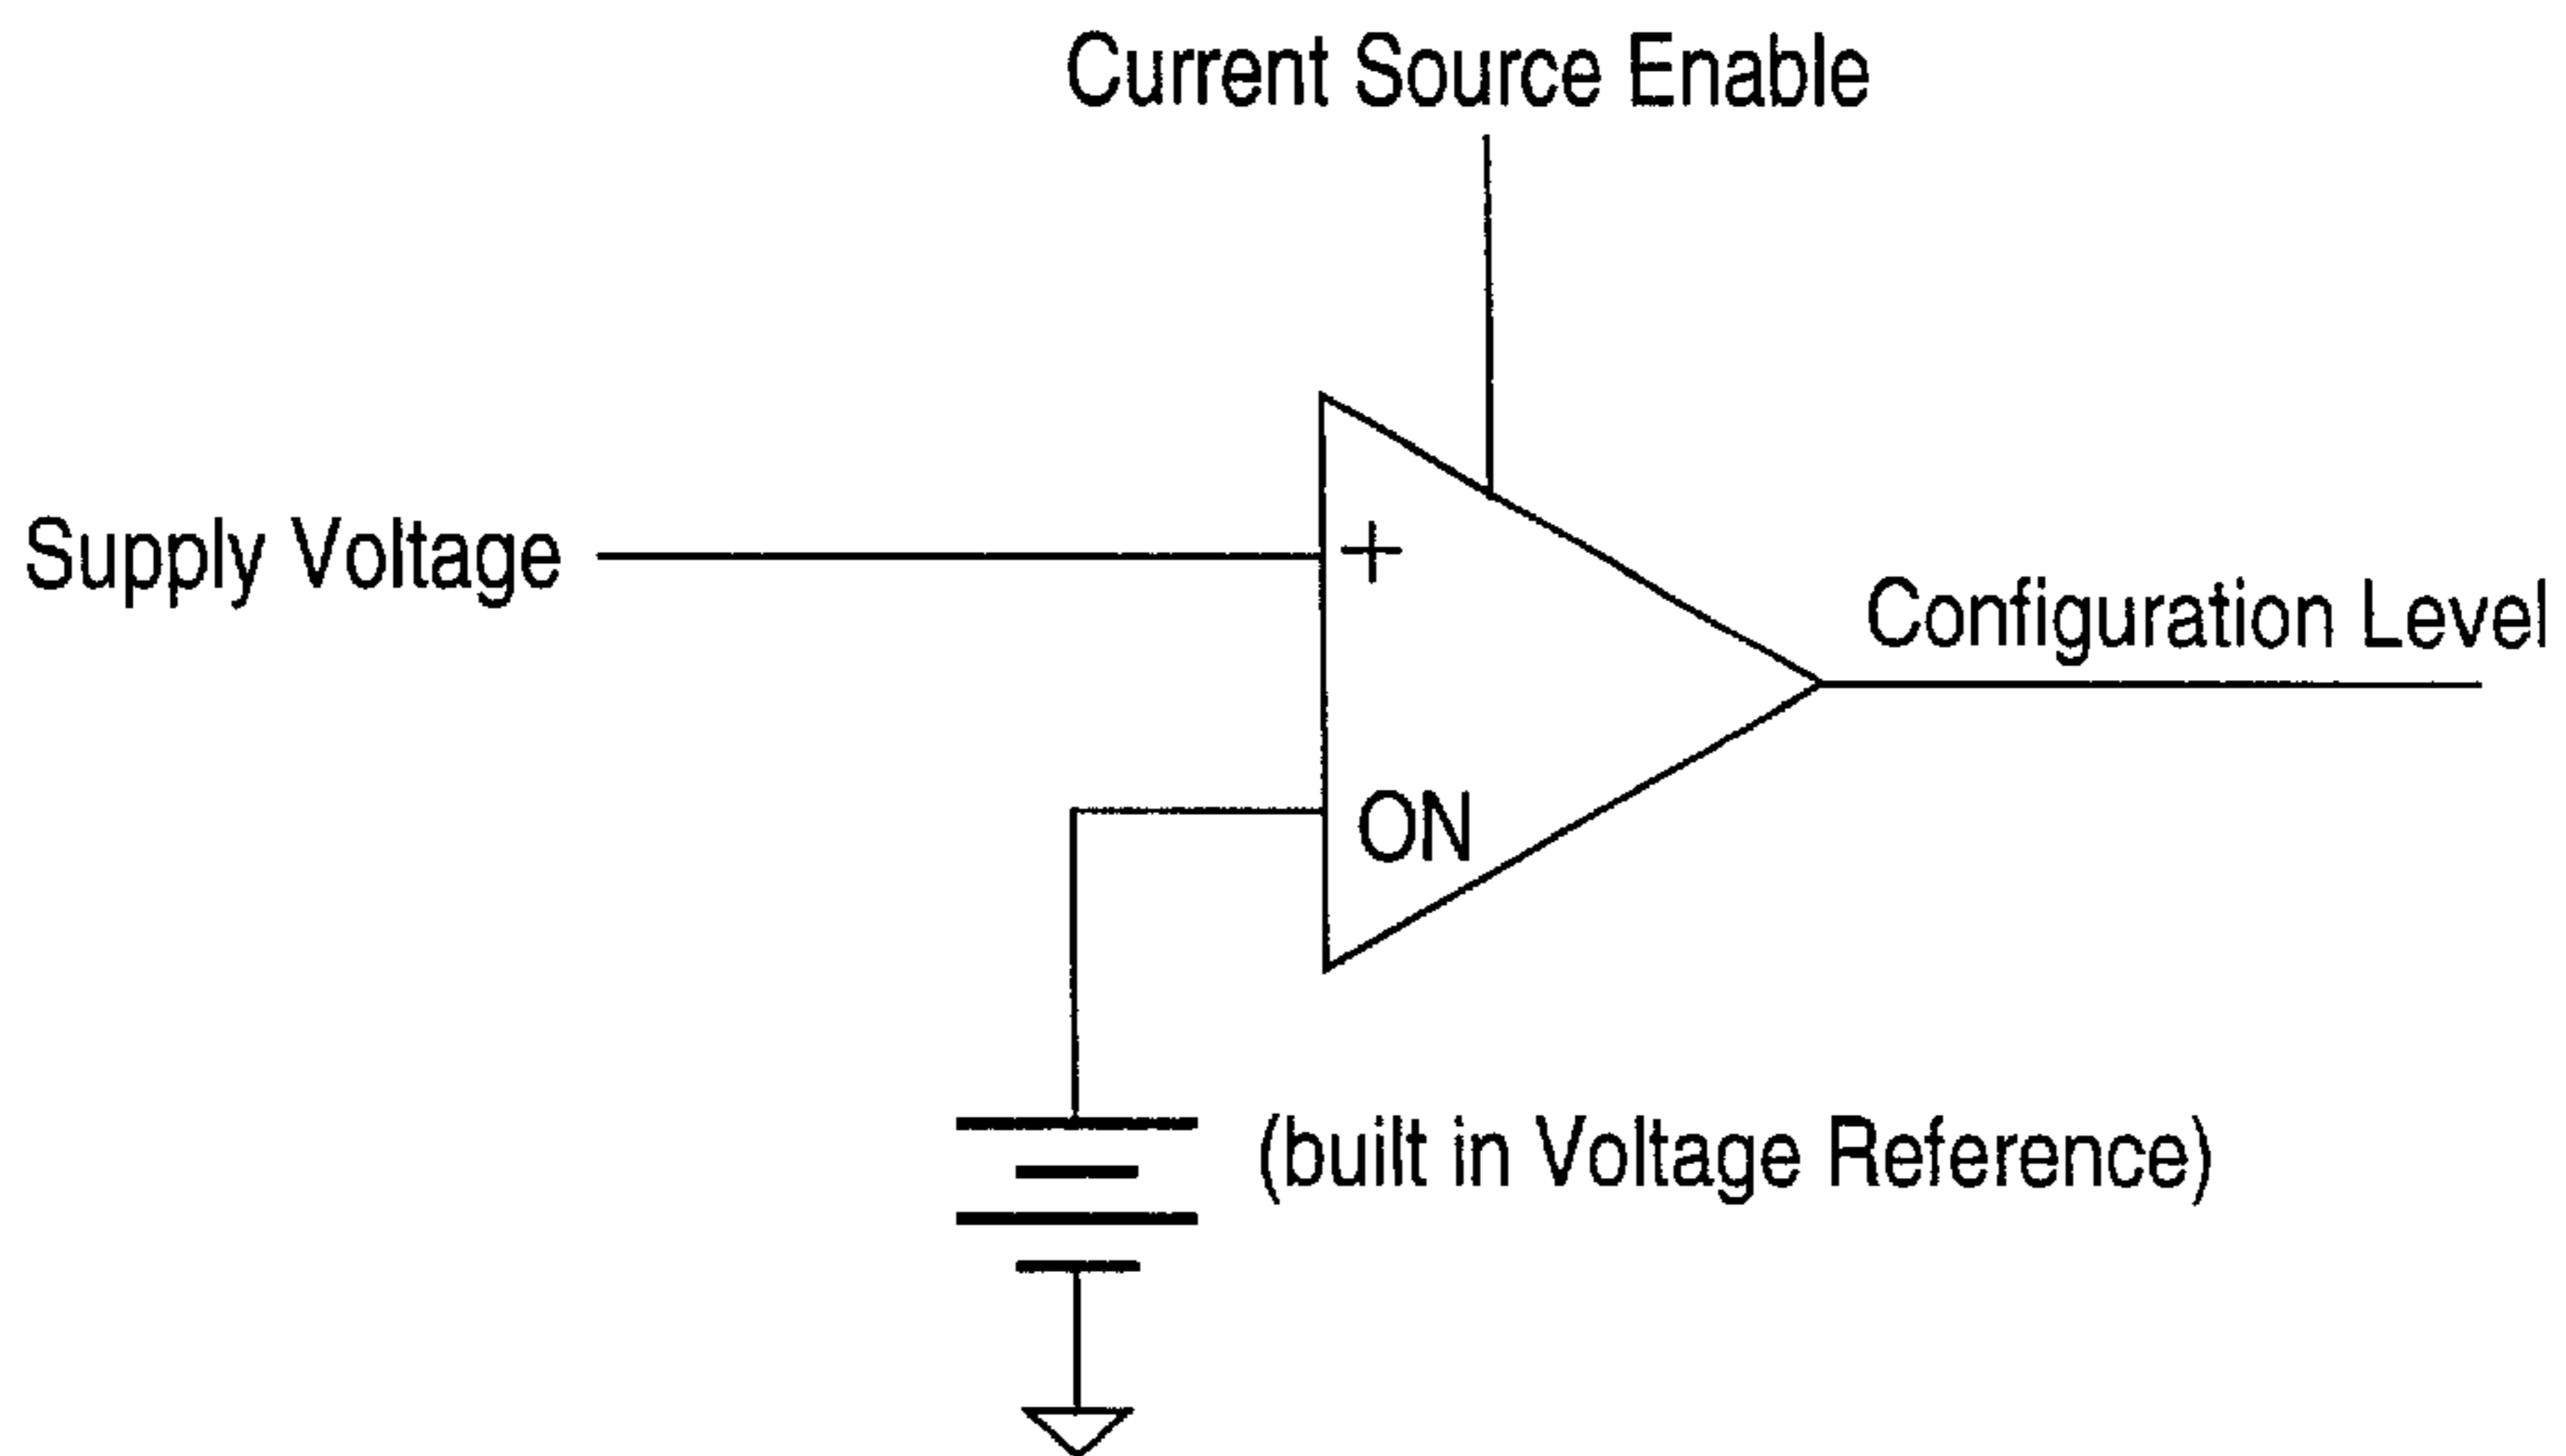 Current Source Enable
Supply Voltage
+
Configuration Level
ON
(built in Voltage Reference)